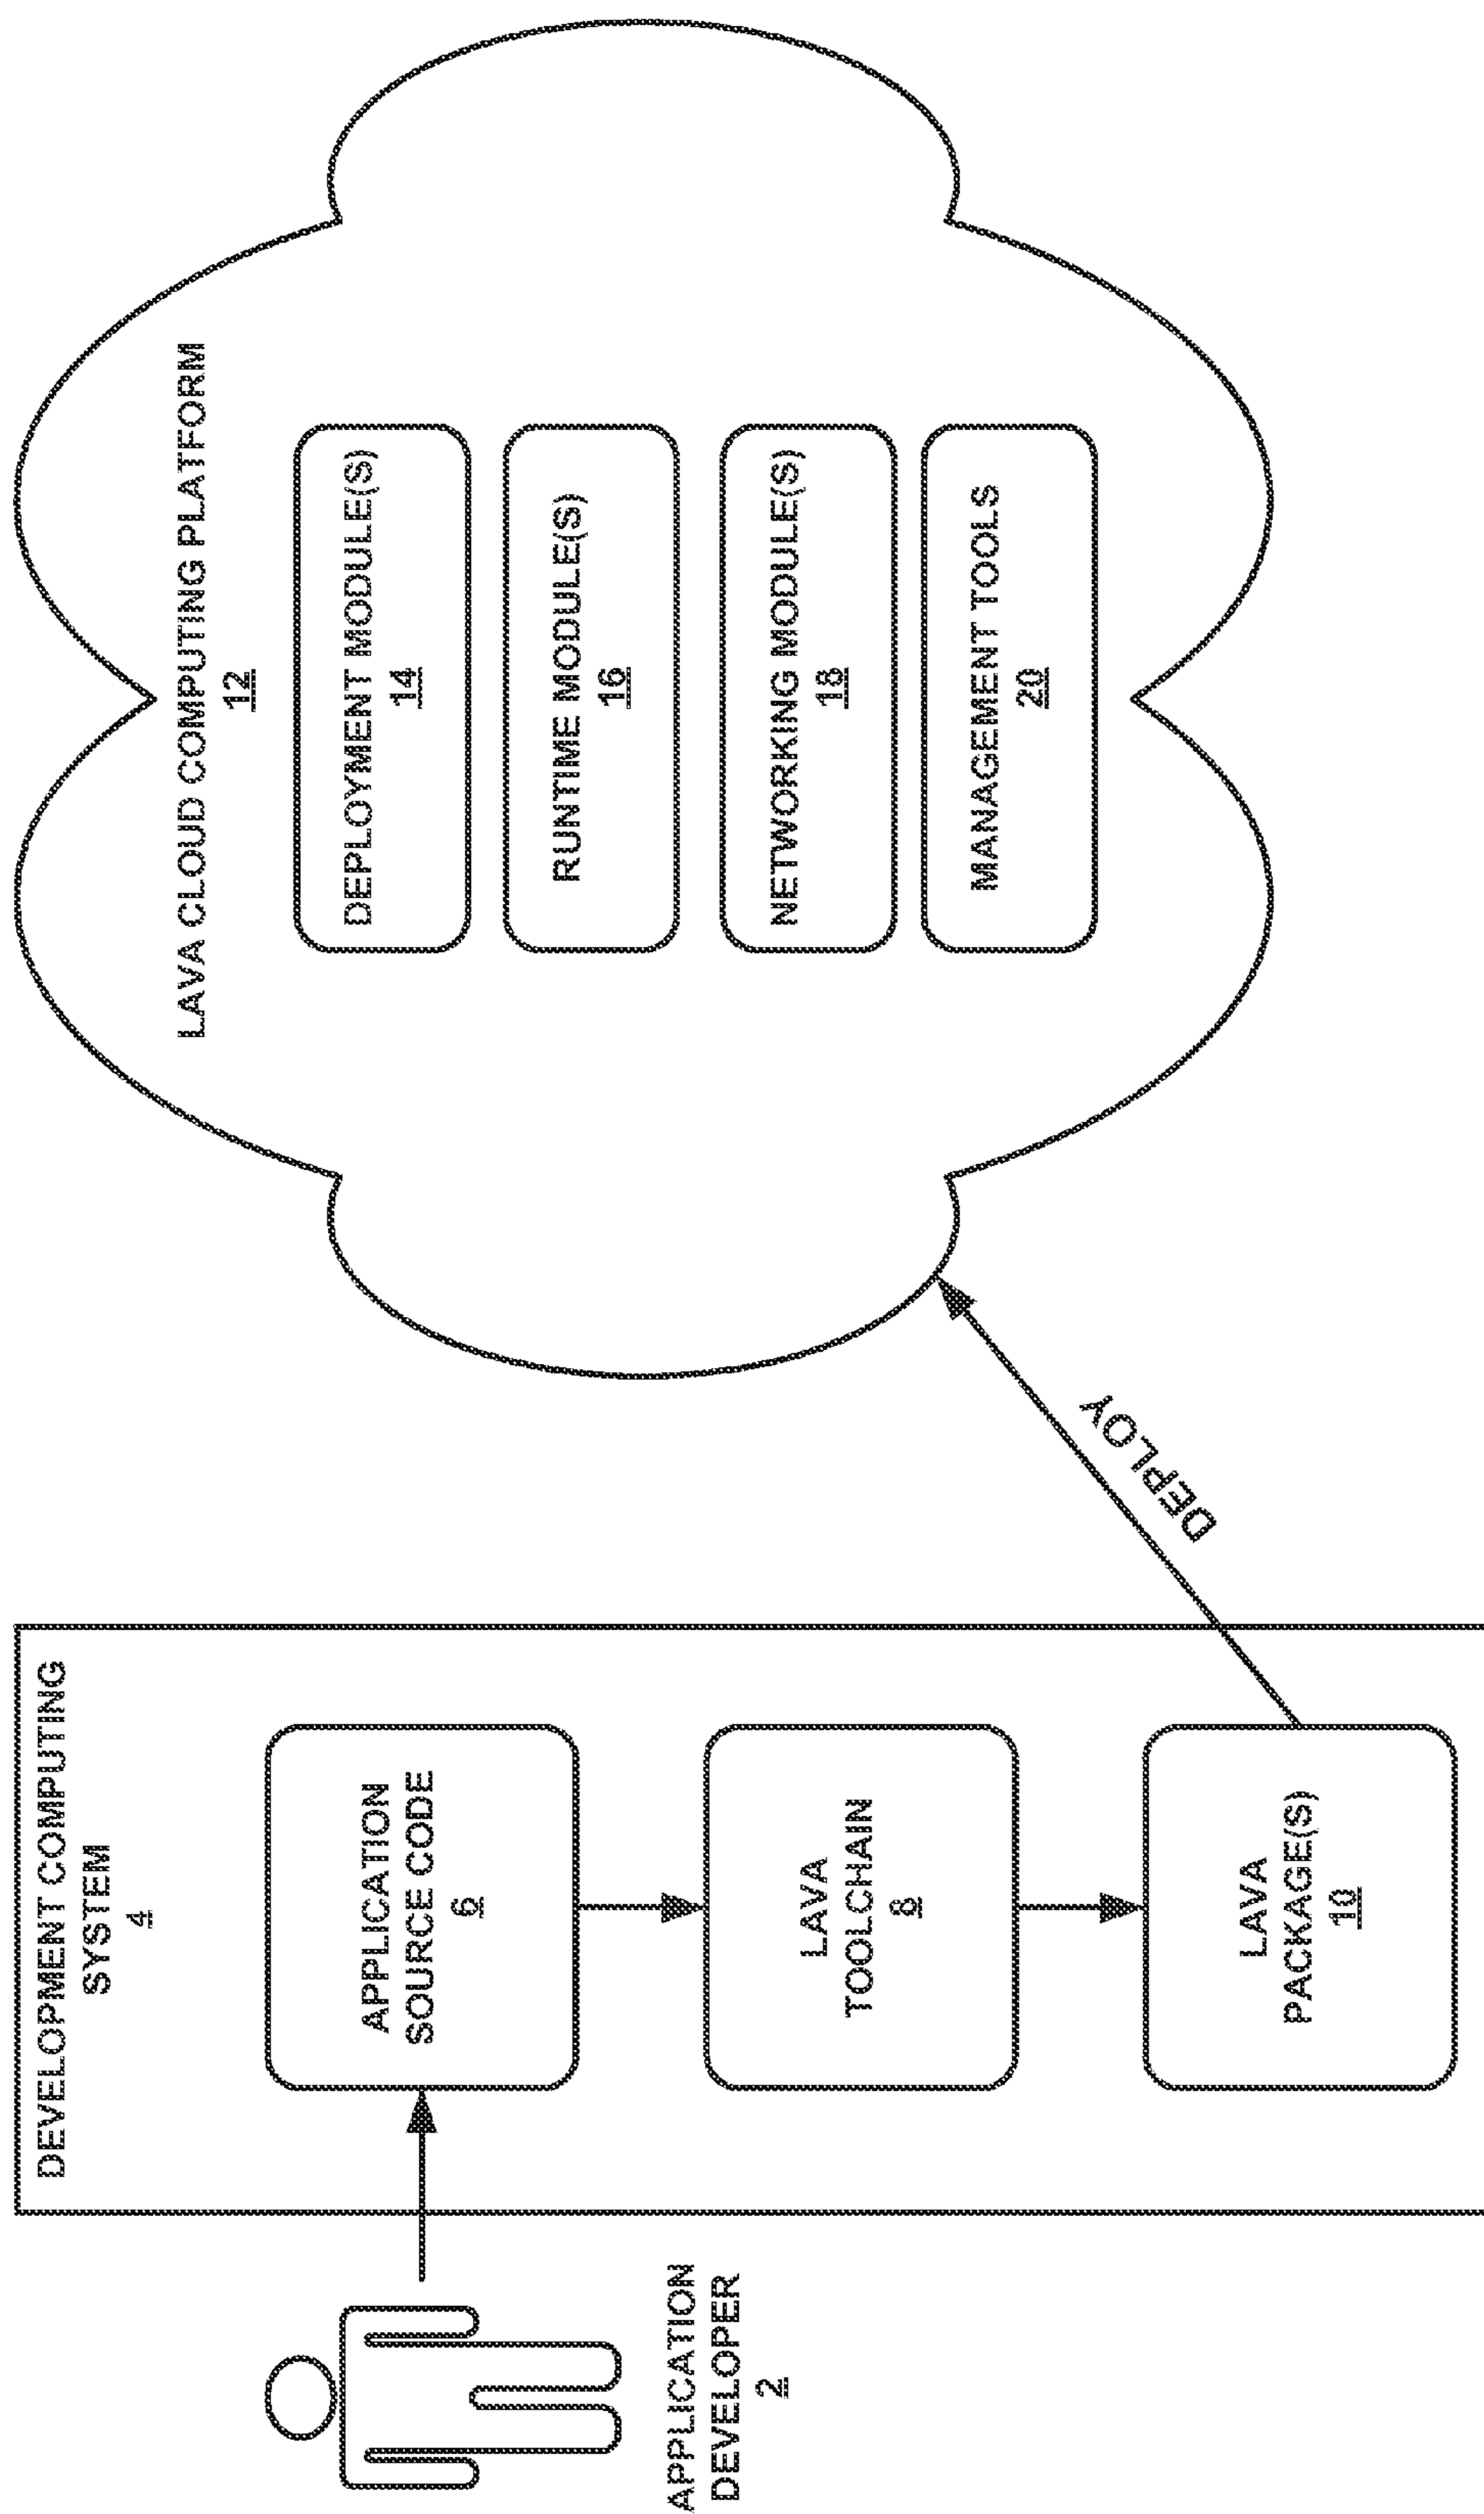 APPLICATION
DEVELOPER
2
DEVELOPMENT COMPUTING
SYSTEM
4
APPLICATION
SOURCE CODE
6
LAVA
TOOLCHAIN
8
LAVA
PACKAGE(S)
10
DEPLOY
LAVA CLOUD COMPUTING PLATFORM
12
DEPLOYMENT MODULE(S)
14
RUNTIME MODULE(S)
16
NETWORKING MODULE(S)
18
MANAGEMENT TOOLS
20